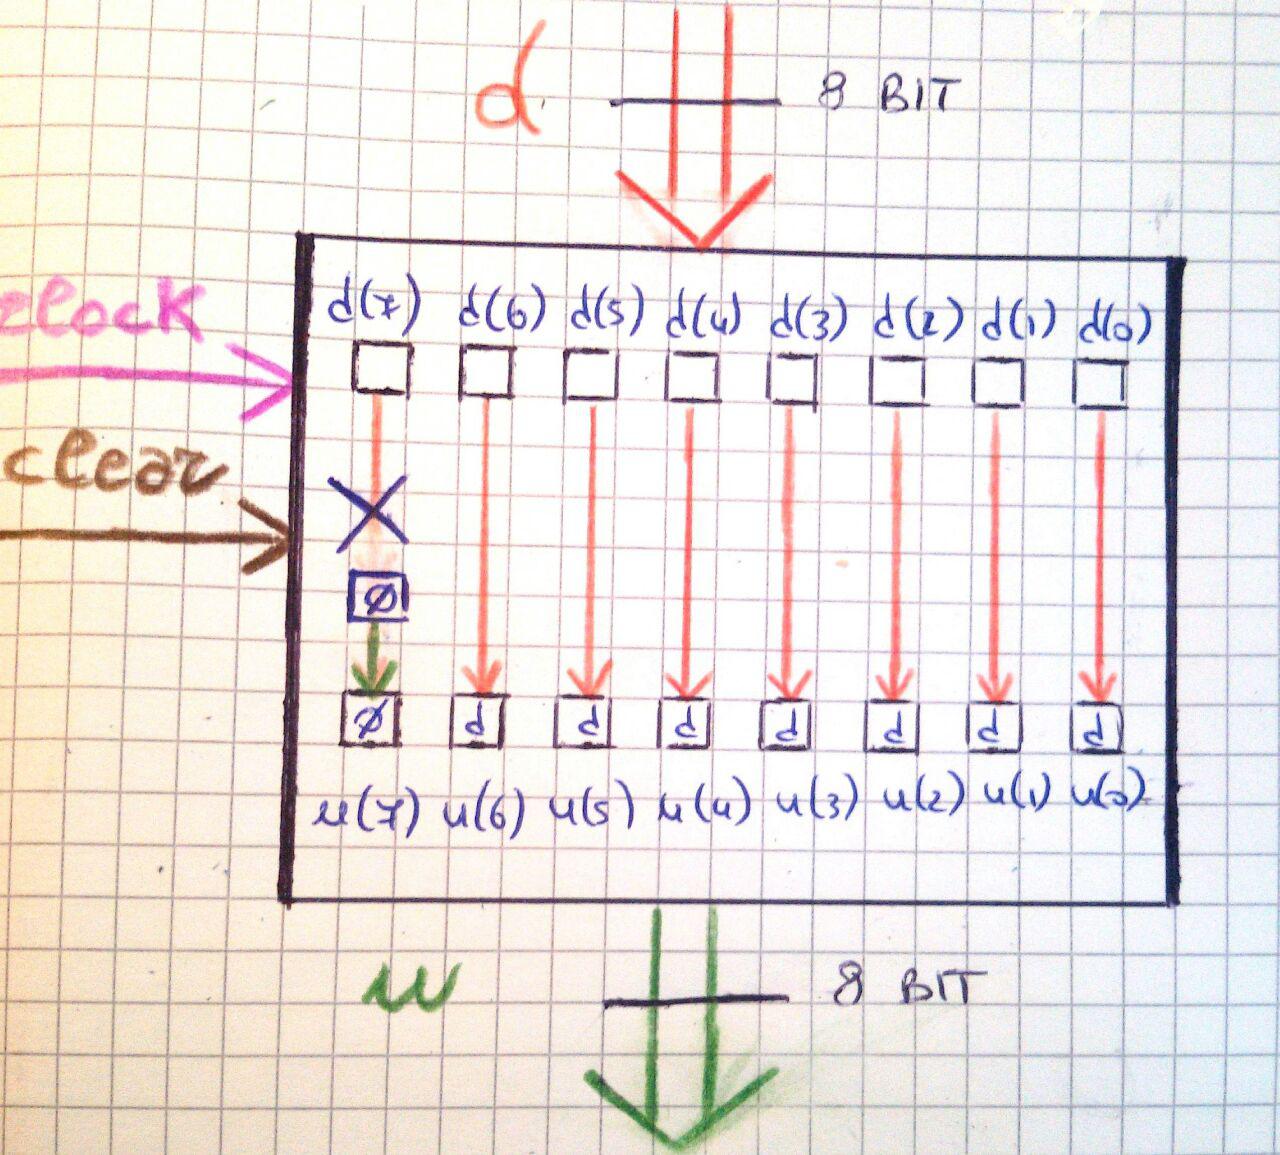 d 8 BIT
d(7) d(6) d(5) d(4) d(3) d(2) d(1) d(0)
clock
clear
Ø
Ø d d d d d d d
u(7) u(6) u(5) u(4) u(3) u(2) u(1) u(0)
u 8 BIT